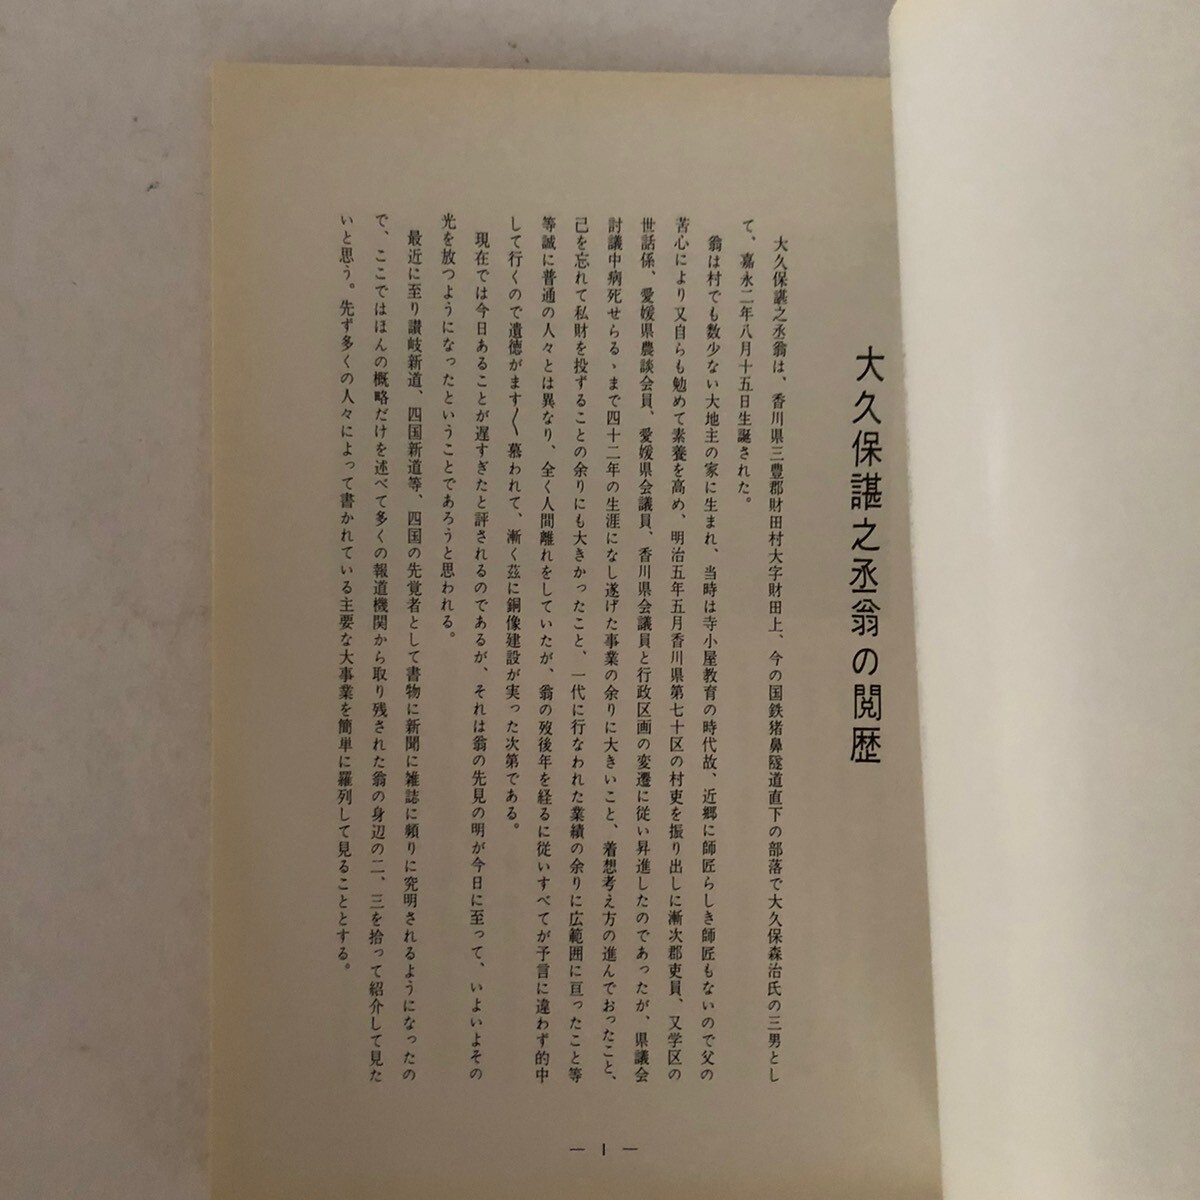 大久保諶之丞翁の閲歴
大久保諶之丞翁は、香川県三豊郡財田村大字財田上、今の国鉄猪鼻隧道直下の部落で大久保森治氏の三男とし
て、嘉永二年八月十五日生誕された。
翁は村でも数少ない大地主の家に生まれ、当時は寺小屋教育の時代故、近郷に師匠らしき師匠もないので父の
苦心により又自らも勉めて素養を高め、明治五年五月香川県第七十区の村吏を振り出しに漸次郡吏員、又学区の
世話係、愛媛県農談会員、愛媛県会議員、香川県会議員と行政区画の変遷に従い昇進したのであったが、県議会
討議中病死せらるゝまで四十二年の生涯になし遂げた事業の余りに大きいこと、着想考え方の進んでおったこと、
己を忘れて私財を投ずることの余りにも大きかったこと、一代に行なわれた業績の余りに広範囲に亘ったこと等
等誠に普通の人々とは異なり、全く人間離れをしていたが、翁の歿後年を経るに従いすべてが予言に違わず的中
して行くので遺徳がます〱慕われて、漸く茲に銅像建設が実った次第である。
現在では今日あることが遅すぎたと評されるのであるが、それは翁の先見の明が今日に至って、いよいよその
光を放つようになったということであろうと思われる。
最近に至り讃岐新道、四国新道等、四国の先覚者として書物に新聞に雑誌に頻りに究明されるようになったの
で、ここではほんの概略だけを述べて多くの報道機関から取り残された翁の身辺の二、三を拾って紹介して見た
いと思う。先ず多くの人々によって書かれている主要な大事業を簡単に羅列して見ることとする。
— 1 —